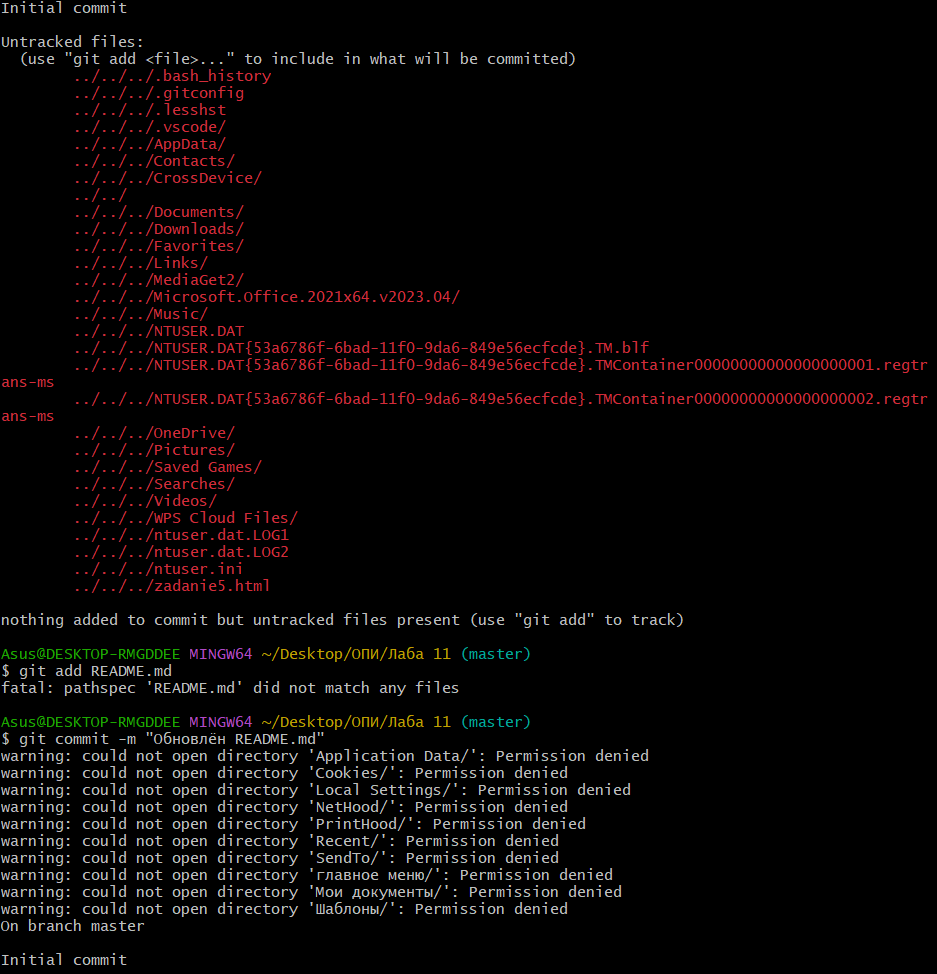 Initial commit
Untracked files:
(use "git add <file>..." to include in what will be committed)
../../../.bash_history
../../../.gitconfig
../../../.lesshst
../../../.vscode/
../../../AppData/
../../../Contacts/
../../../CrossDevice/
../../
../../../Documents/
../../../Downloads/
../../../Favorites/
../../../Links/
../../../MediaGet2/
../../../Microsoft.Office.2021x64.v2023.04/
../../../Music/
../../../NTUSER.DAT
../../../NTUSER.DAT{53a6786f-6bad-11f0-9da6-849e56ecfcde}.TM.blf
../../../NTUSER.DAT{53a6786f-6bad-11f0-9da6-849e56ecfcde}.TMContainer00000000000000000001.regtr
ans-ms
../../../NTUSER.DAT{53a6786f-6bad-11f0-9da6-849e56ecfcde}.TMContainer00000000000000000002.regtr
ans-ms
../../../OneDrive/
../../../Pictures/
../../../Saved Games/
../../../Searches/
../../../Videos/
../../../WPS Cloud Files/
../../../ntuser.dat.LOG1
../../../ntuser.dat.LOG2
../../../ntuser.ini
../../../zadanie5.html
nothing added to commit but untracked files present (use "git add" to track)
Asus@DESKTOP-RMGDDEE MINGW64 ~/Desktop/ОПИ/Лаба 11 (master)
$ git add README.md
fatal: pathspec 'README.md' did not match any files
Asus@DESKTOP-RMGDDEE MINGW64 ~/Desktop/ОПИ/Лаба 11 (master)
$ git commit -m "Обновлён README.md"
warning: could not open directory 'Application Data/': Permission denied
warning: could not open directory 'Cookies/': Permission denied
warning: could not open directory 'Local Settings/': Permission denied
warning: could not open directory 'NetHood/': Permission denied
warning: could not open directory 'PrintHood/': Permission denied
warning: could not open directory 'Recent/': Permission denied
warning: could not open directory 'SendTo/': Permission denied
warning: could not open directory 'главное меню/': Permission denied
warning: could not open directory 'Мои документы/': Permission denied
warning: could not open directory 'Шаблоны/': Permission denied
On branch master
Initial commit